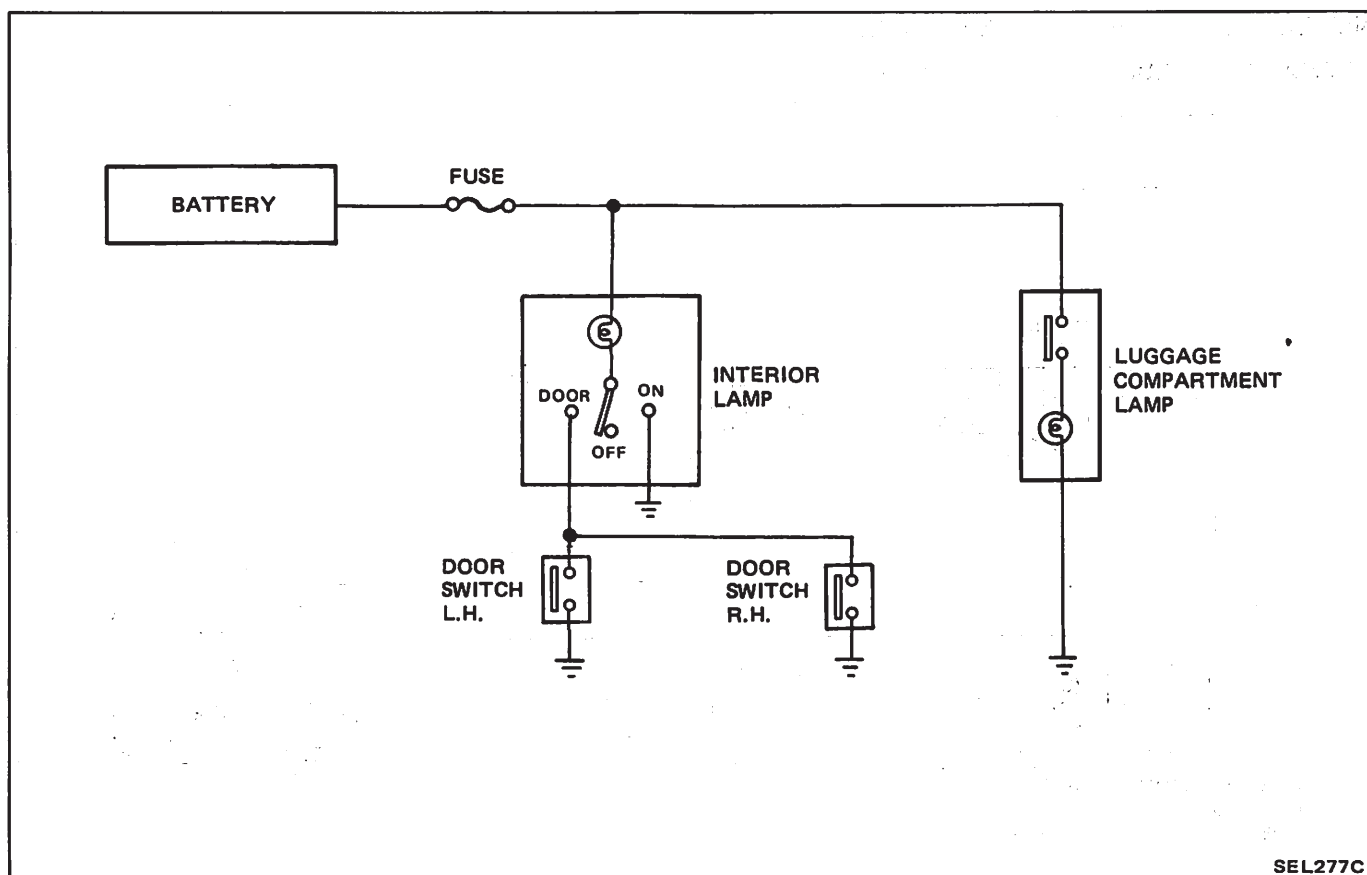 FUSE
BATTERY
INTERIOR
LAMP
DOOR
ON
OFF
LUGGAGE
COMPARTMENT
LAMP
DOOR
SWITCH
L.H.
DOOR
SWITCH
R.H.
SEL277C